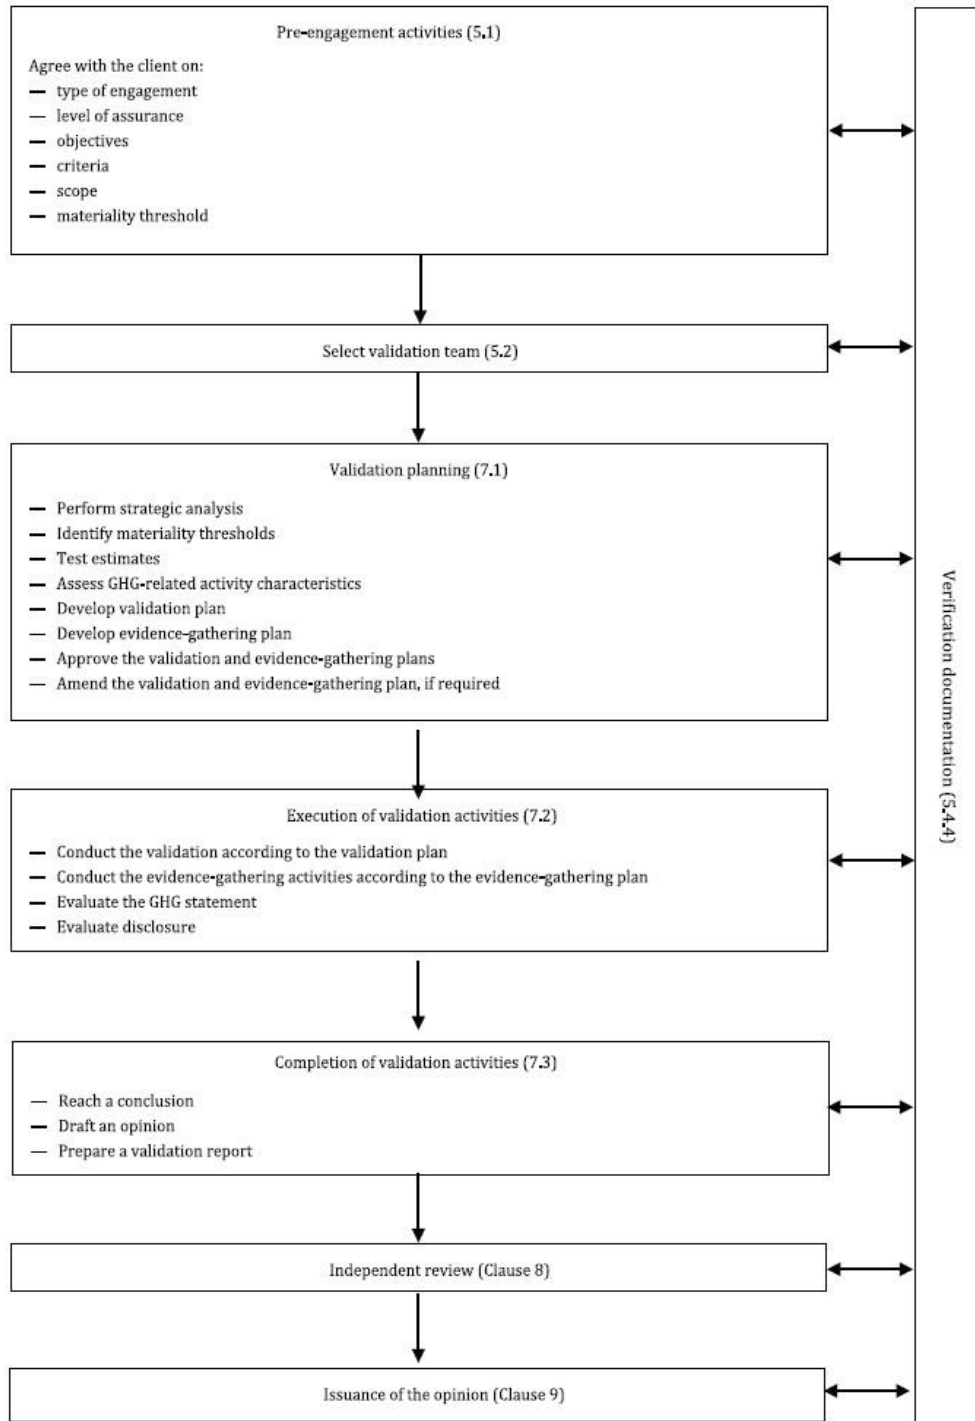 Pre-engagement activities (5.1)
Agree with the client on:
— type of engagement
— level of assurance
— objectives
— criteria
— scope
— materiality threshold
Select validation team (5.2)
Validation planning (7.1)
— Perform strategic analysis
— Identify materiality thresholds
— Test estimates
— Assess GHG-related activity characteristics
— Develop validation plan
— Develop evidence-gathering plan
— Approve the validation and evidence-gathering plans
— Amend the validation and evidence-gathering plan, if required
Execution of validation activities (7.2)
— Conduct the validation according to the validation plan
— Conduct the evidence-gathering activities according to the evidence-gathering plan
— Evaluate the GHG statement
— Evaluate disclosure
Completion of validation activities (7.3)
— Reach a conclusion
— Draft an opinion
— Prepare a validation report
Independent review (Clause 8)
Issuance of the opinion (Clause 9)
Verification documentation (5.4.4)